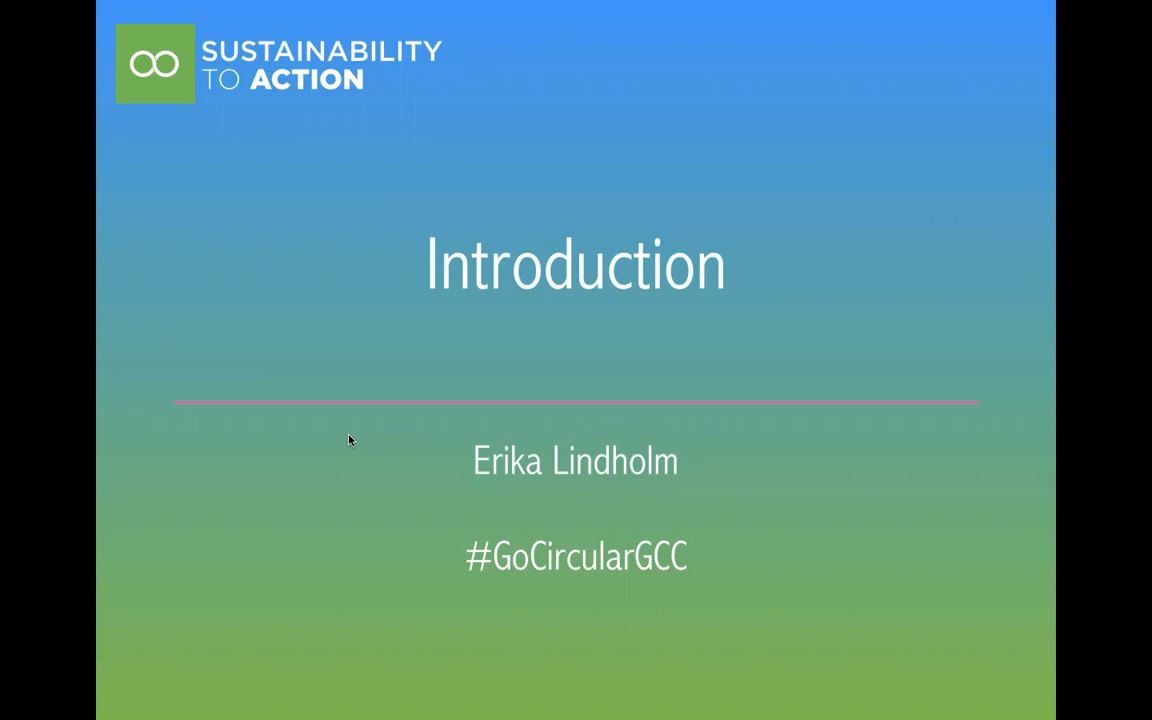 SUSTAINABILITY
TO ACTION
Introduction
Erika Lindholm
#GoCircularGCC